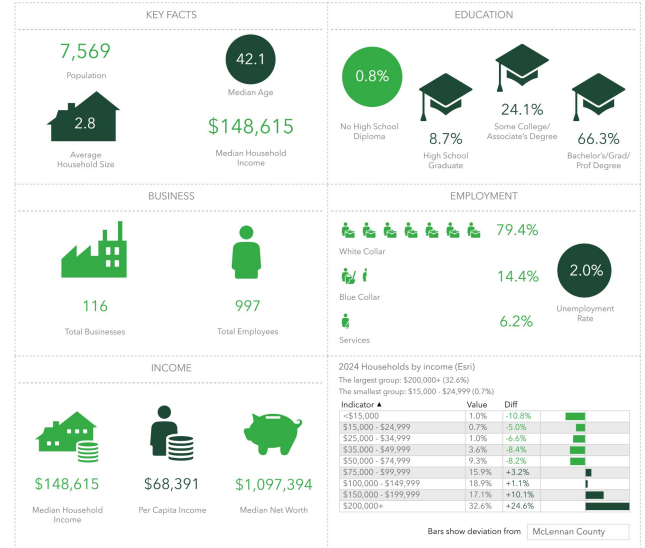 KEY FACTS
7,569
Population
42.1
Median Age
2.8
Average
Household Size
$148,615
Median Household
Income
EDUCATION
0.8%
No High School
Diploma
8.7%
High School
Graduate
24.1%
Some College/
Associate's Degree
66.3%
Bachelor's/Grad/
Prof Degree
BUSINESS
116
Total Businesses
997
Total Employees
EMPLOYMENT
79.4%
White Collar
14.4%
Blue Collar
6.2%
Services
2.0%
Unemployment
Rate
INCOME
$148,615
Median Household
Income
$68,391
Per Capita Income
$1,097,394
Median Net Worth
2024 Households by income (Esri)
The largest group: $200,000+ (32.6%)
The smallest group: $15,000 - $24,999 (0.7%)
Indicator ▲ Value Diff
<$15,000 1.0% -10.8%
$15,000 - $24,999 0.7% -5.0%
$25,000 - $34,999 1.0% -6.6%
$35,000 - $49,999 3.6% -8.4%
$50,000 - $74,999 9.3% -8.2%
$75,000 - $99,999 15.9% +3.2%
$100,000 - $149,999 18.9% +1.1%
$150,000 - $199,999 17.1% +10.1%
$200,000+ 32.6% +24.6%
Bars show deviation from McLennan County